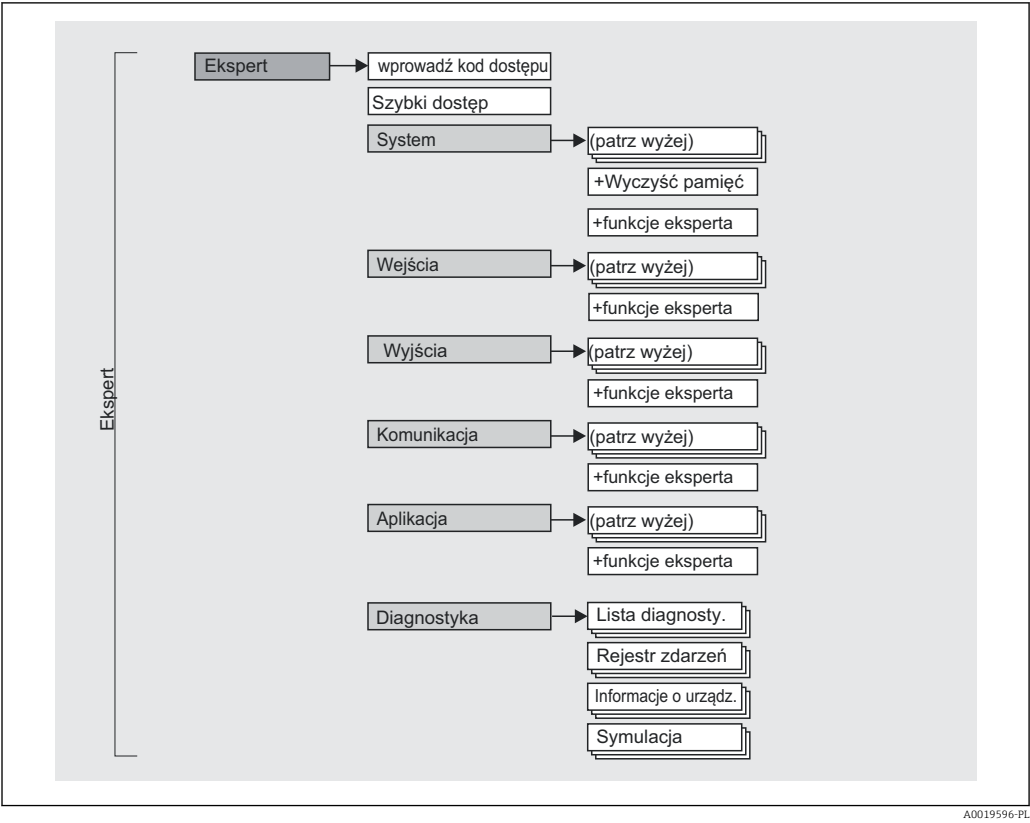 Ekspert
Ekspert
wprowadź kod dostępu
Szybki dostęp
System
(patrz wyżej)
+Wyczyść pamięć
+funkcje eksperta
Wejścia
(patrz wyżej)
+funkcje eksperta
Wyjścia
(patrz wyżej)
+funkcje eksperta
Komunikacja
(patrz wyżej)
+funkcje eksperta
Aplikacja
(patrz wyżej)
+funkcje eksperta
Diagnostyka
Lista diagnosty.
Rejestr zdarzeń
Informacje o urządz.
Symulacja
A0019596-PL